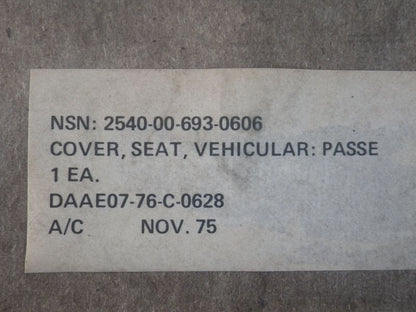 NSN: 2540-00-693-0606
COVER, SEAT, VEHICULAR: PASSE
1 EA.
DAAE07-76-C-0628
A/C NOV. 75